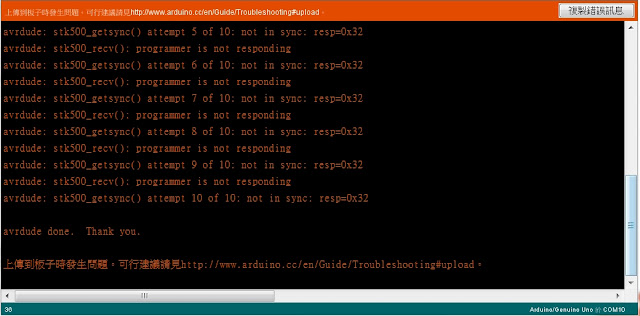 上傳到板子時發生問題。可行建議請見http://www.arduino.cc/en/Guide/Troubleshooting#upload。
複製錯誤訊息
avrdude: stk500_getsync() attempt 5 of 10: not in sync: resp=0x32
avrdude: stk500_recv(): programmer is not responding
avrdude: stk500_getsync() attempt 6 of 10: not in sync: resp=0x32
avrdude: stk500_recv(): programmer is not responding
avrdude: stk500_getsync() attempt 7 of 10: not in sync: resp=0x32
avrdude: stk500_recv(): programmer is not responding
avrdude: stk500_getsync() attempt 8 of 10: not in sync: resp=0x32
avrdude: stk500_recv(): programmer is not responding
avrdude: stk500_getsync() attempt 9 of 10: not in sync: resp=0x32
avrdude: stk500_recv(): programmer is not responding
avrdude: stk500_getsync() attempt 10 of 10: not in sync: resp=0x32
avrdude done.  Thank you.
上傳到板子時發生問題。可行建議請見http://www.arduino.cc/en/Guide/Troubleshooting#upload。
36
Arduino/Genuino Uno 於 COM10